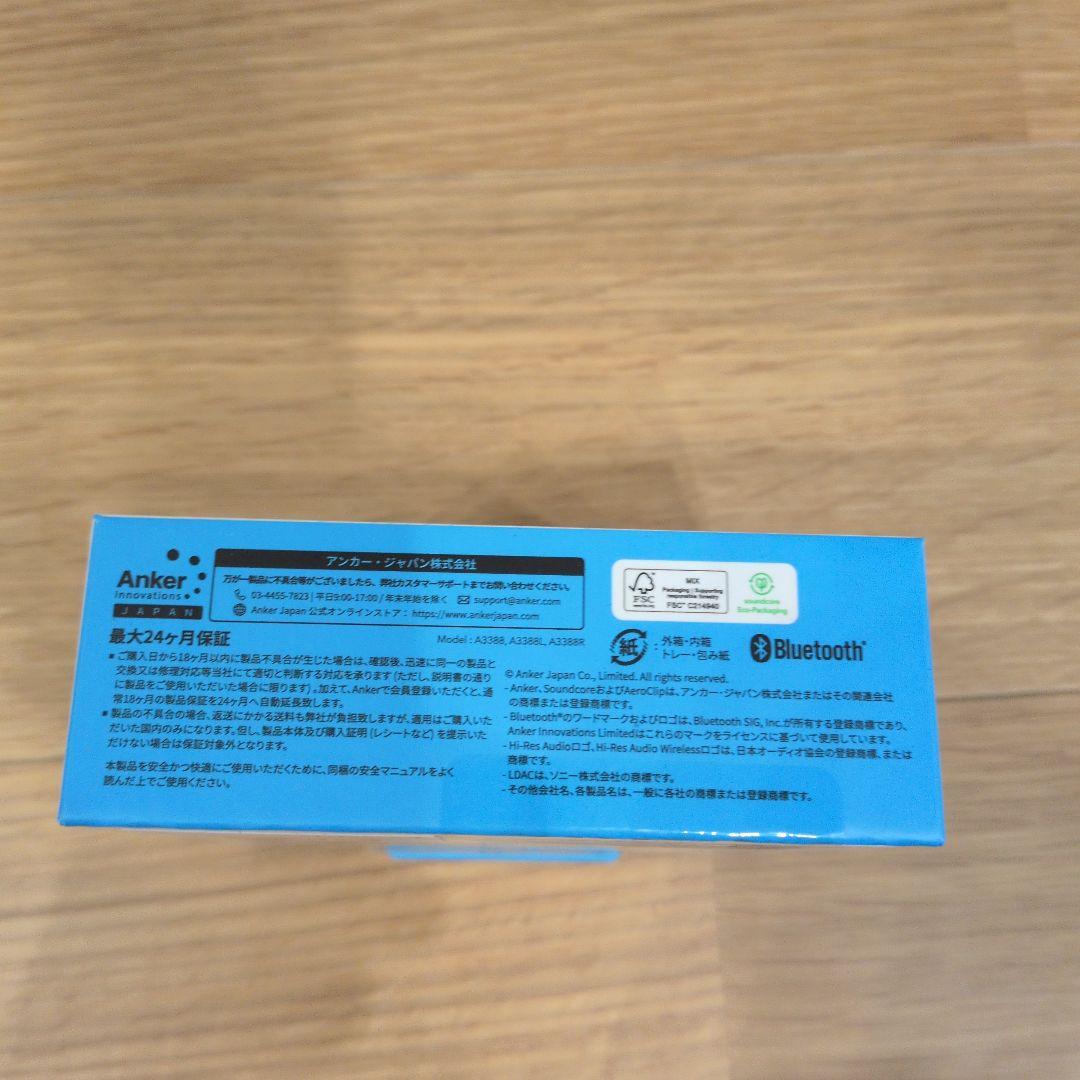 Anker
Innovations
JAPAN
アンカー・ジャパン株式会社
万が一製品に不具合等がございましたら、弊社カスタマーサポートまでお問い合わせください。
03-4455-7823 | 平日9:00-17:00 / 年末年始を除く support@anker.com
Anker Japan 公式オンラインストア： https://www.ankerjapan.com
最大24ヶ月保証
Model : A3388, A3388L, A3388R
■ ご購入日から18ヶ月以内に製品不具合が生じた場合は、確認後、迅速に同一の製品と
交換又は修理対応等当社にて適切と判断する対応を承ります (ただし、説明書の通り
に製品をご使用いただいた場合に限ります) 。加えて、Ankerで会員登録いただくと、通
常18ヶ月の製品保証を24ヶ月へ自動延長致します。
■ 製品の不具合の場合、返送にかかる送料も弊社が負担致しますが、適用はご購入いた
だいた国内のみになります。但し、製品本体及び購入証明 (レシートなど) を提示いた
だけない場合は保証対象外となります。
本製品を安全かつ快適にご使用いただくために、同梱の安全マニュアルをよく
読んだ上でご使用ください。
FSC
MIX
Packaging | Supporting
responsible forestry
FSC® C214940
soundcore
Eco-Packaging
紙 : 外箱・内箱
トレー・包み紙
Bluetooth®
© Anker Japan Co., Limited. All rights reserved.
- Anker、SoundcoreおよびAeroClipは、アンカー・ジャパン株式会社またはその関連会社
の商標または登録商標です。
- Bluetooth®のワードマークおよびロゴは、Bluetooth SIG, Inc.が所有する登録商標であり、
Anker Innovations Limitedはこれらのマークをライセンスに基づいて使用しています。
- Hi-Res Audioロゴ、Hi-Res Audio Wirelessロゴは、日本オーディオ協会の登録商標、または
商標です。
- LDACは、ソニー株式会社の商標です。
- その他会社名、各製品名は、一般に各社の商標または登録商標です。